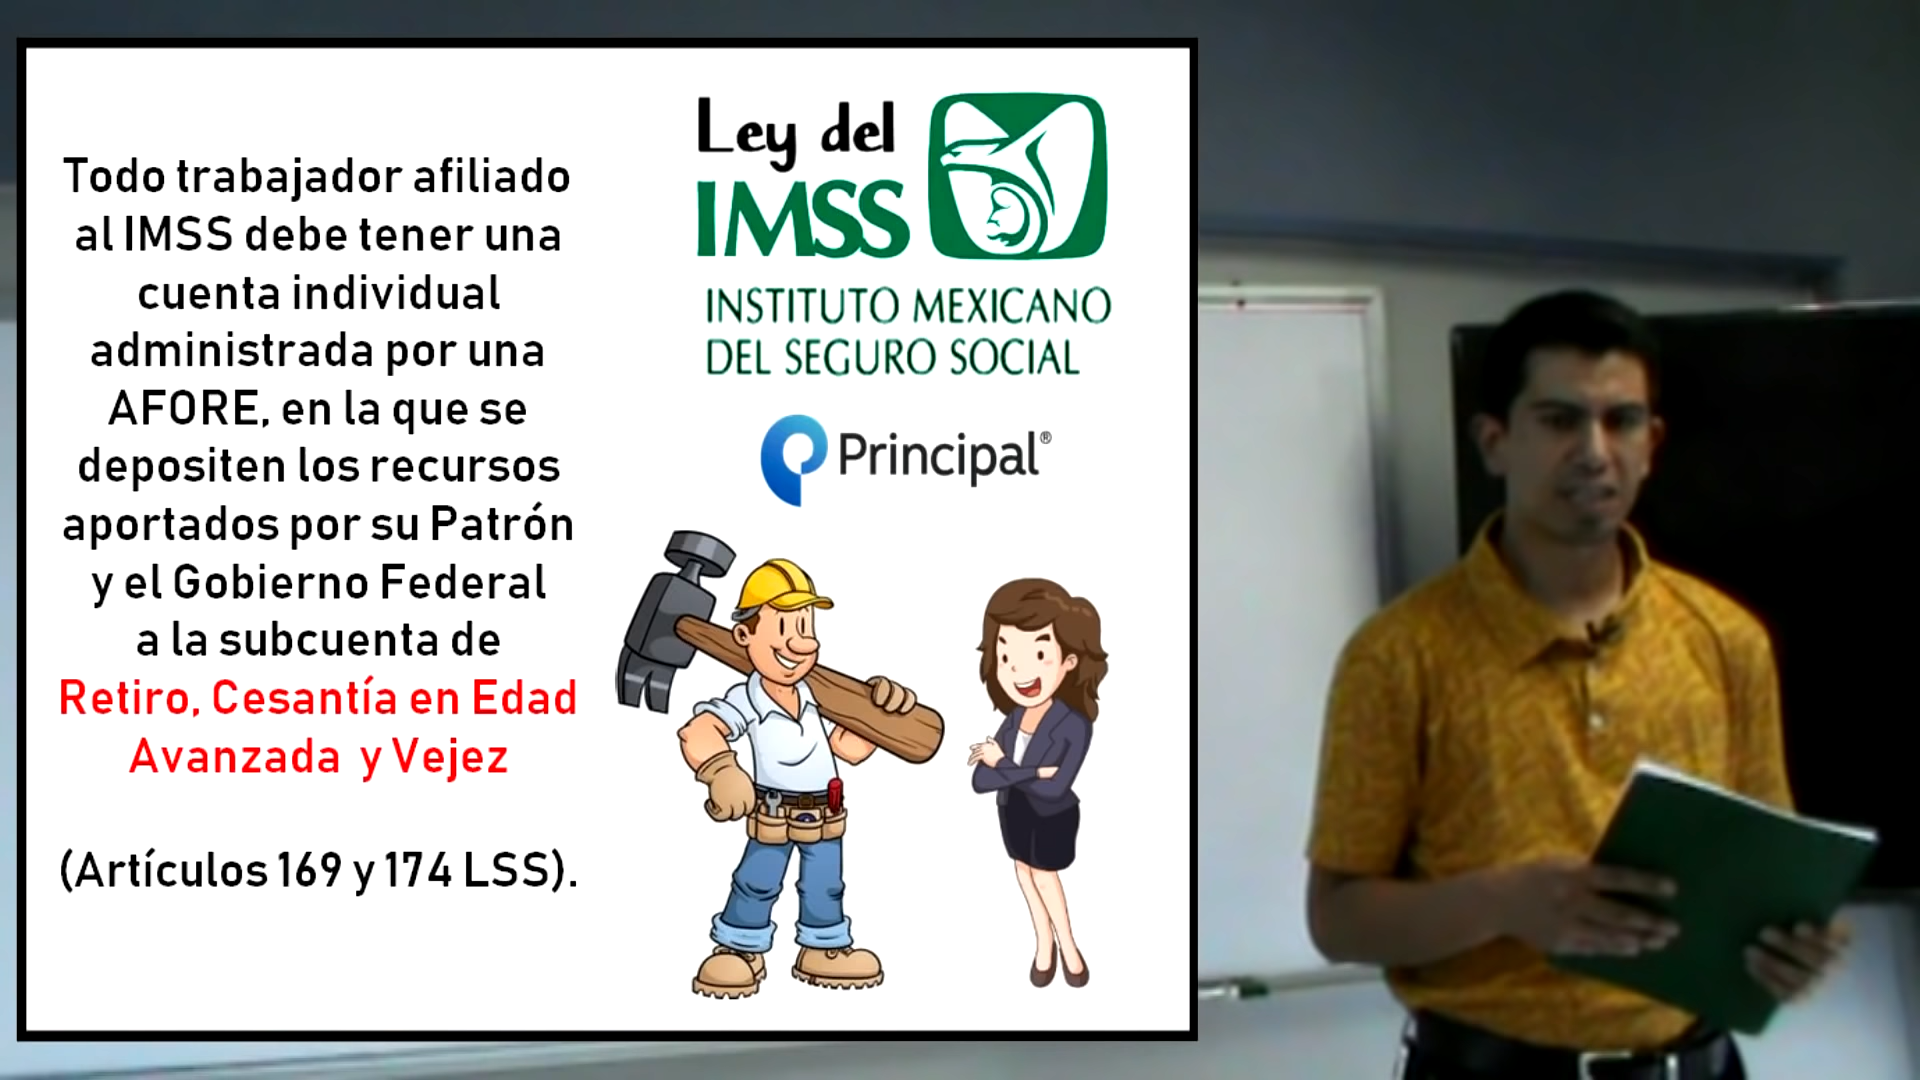 Todo trabajador afiliado
al IMSS debe tener una
cuenta individual
administrada por una
AFORE, en la que se
depositen los recursos
aportados por su Patrón
y el Gobierno Federal
a la subcuenta de
Retiro, Cesantía en Edad
Avanzada y Vejez
(Artículos 169 y 174 LSS).
Ley del
IMSS
INSTITUTO MEXICANO
DEL SEGURO SOCIAL
Principal®